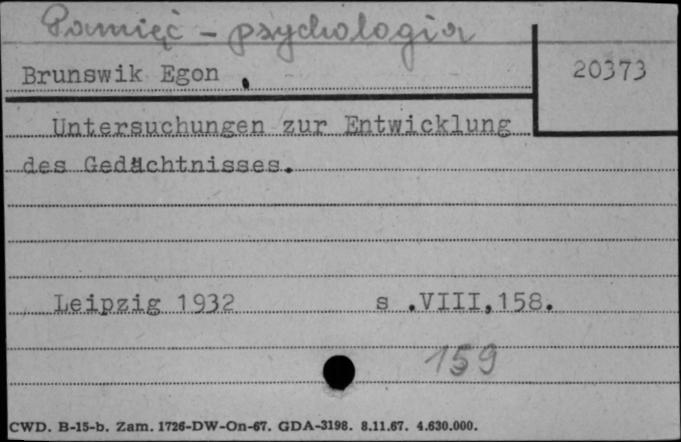 Pamięć - psychologia
Brunswik Egon , 20373
Untersuchungen zur Entwicklung
des Gedächtnisses.
Leipzig 1932 s .VIII,158.
159
CWD. B-15-b. Zam. 1726-DW-On-67. GDA-3198. 8.11.67. 4.630.000.